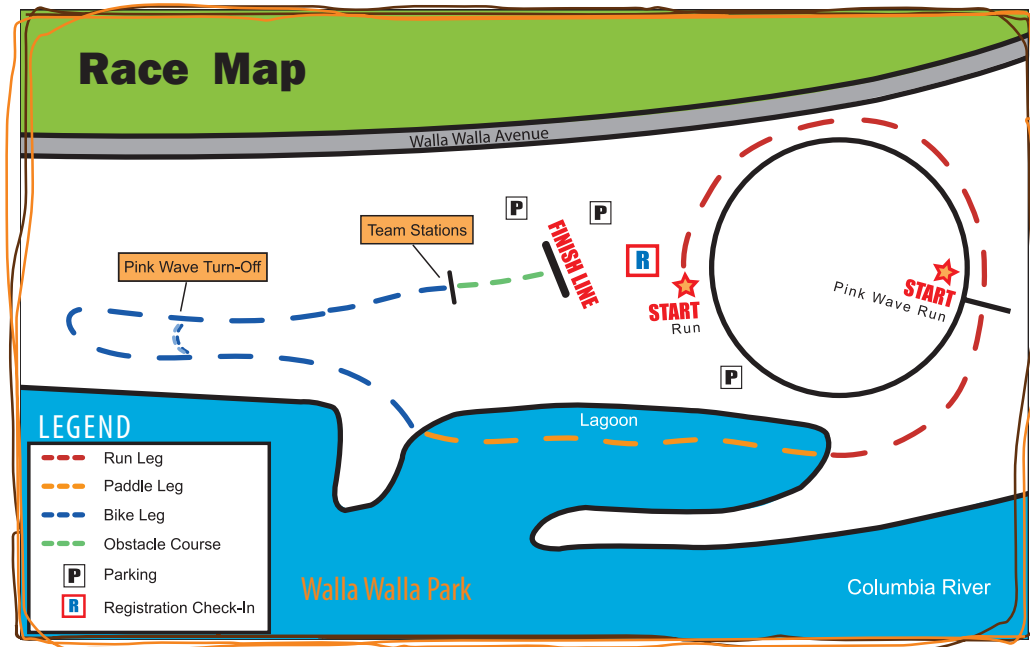 Race Map
Walla Walla Avenue
P
P
Team Stations
FINISH LINE
Pink Wave Turn-Off
R
START
Run
START
Pink Wave Run
P
Lagoon
LEGEND
Run Leg
Paddle Leg
Bike Leg
Obstacle Course
P Parking
R Registration Check-In
Walla Walla Park
Columbia River